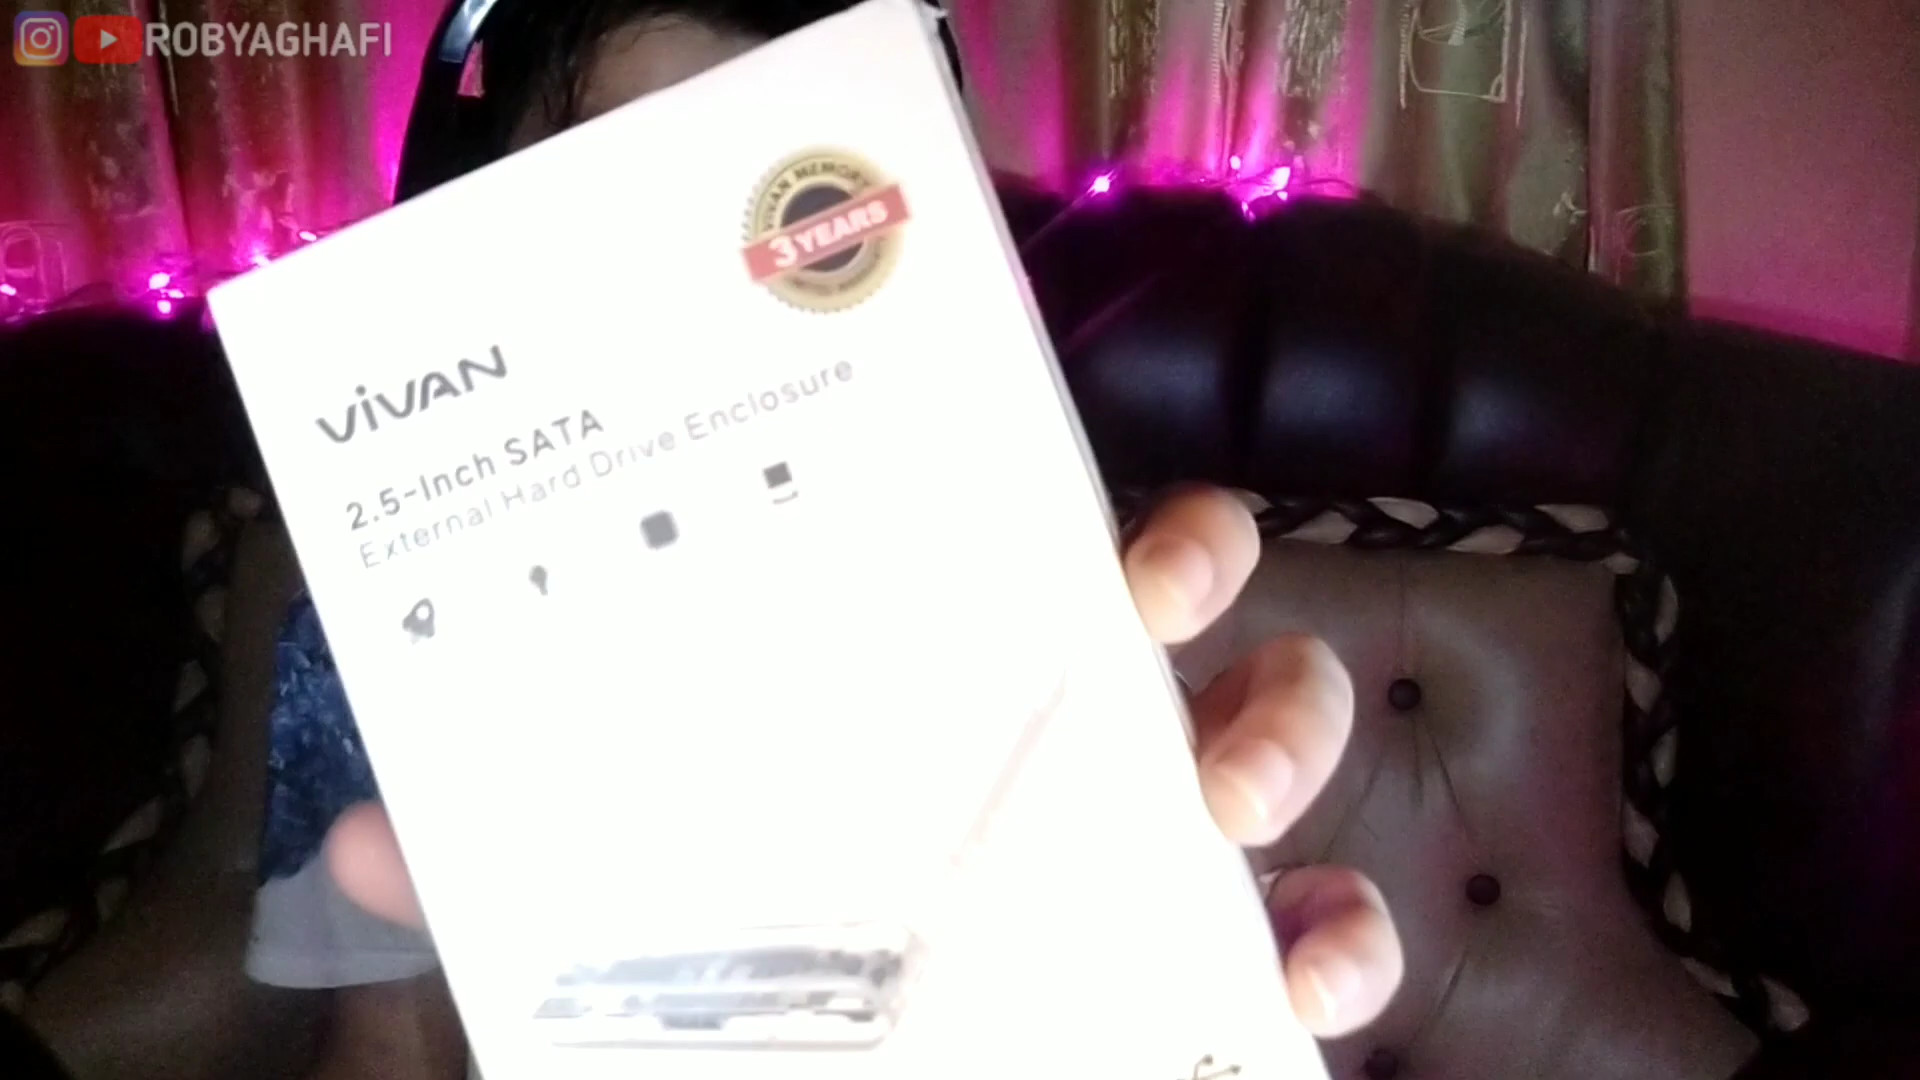 ROBYAGHAFI
VIVAN MEMORY
3 YEARS
ViVAN
2.5-Inch SATA
External Hard Drive Enclosure